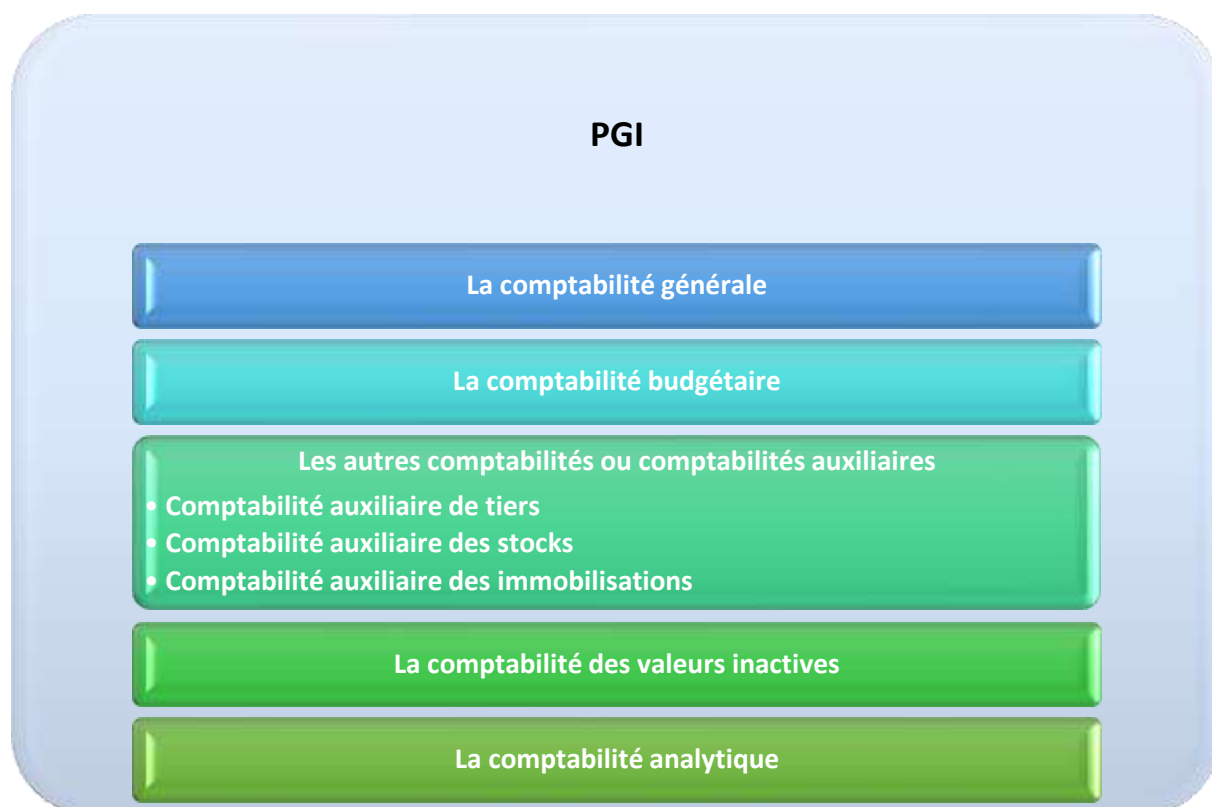 PGI
La comptabilité générale
La comptabilité budgétaire
Les autres comptabilités ou comptabilités auxiliaires
• Comptabilité auxiliaire de tiers
• Comptabilité auxiliaire des stocks
• Comptabilité auxiliaire des immobilisations
La comptabilité des valeurs inactives
La comptabilité analytique